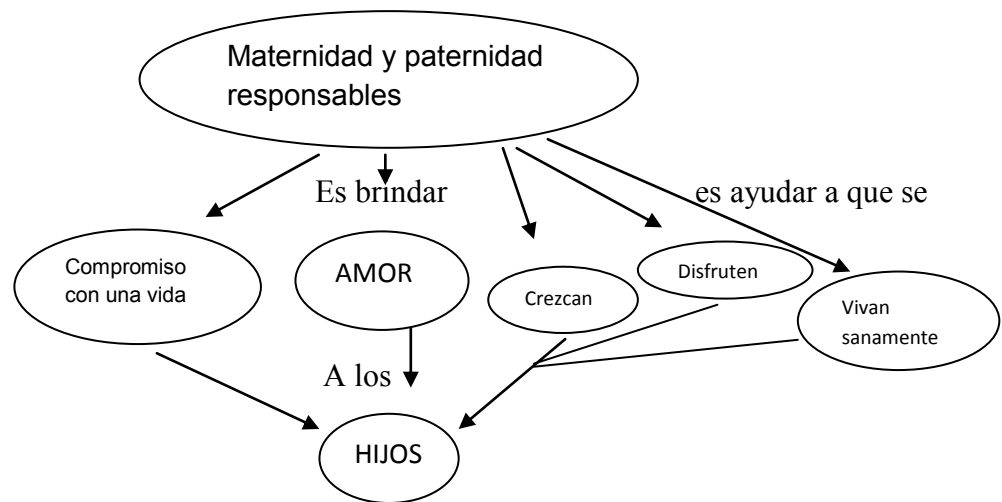 Maternidad y paternidad
responsables
Es brindar
es ayudar a que se
Compromiso
con una vida
AMOR
Crezcan
Disfruten
Vivan
sanamente
A los
HIJOS